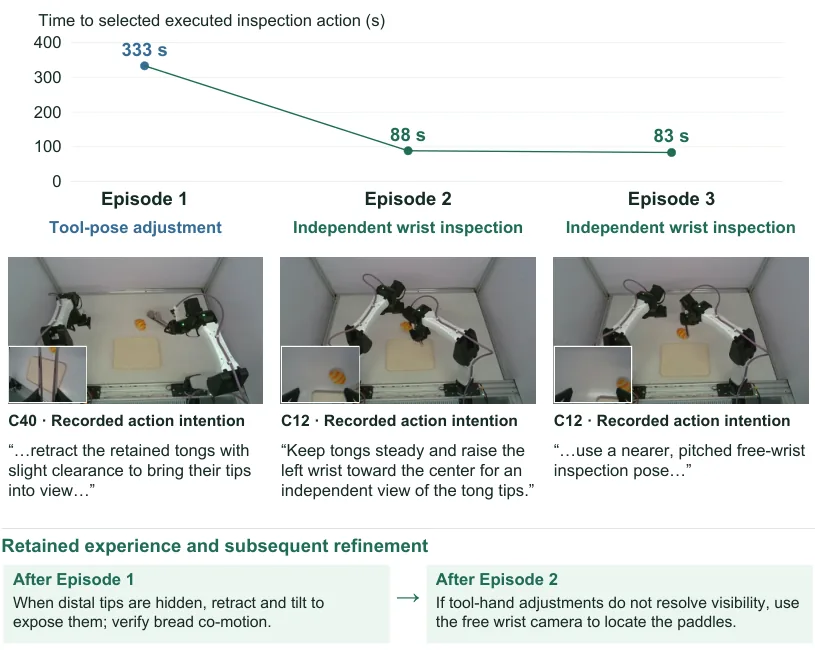 Time to selected executed inspection action (s)
400
300
200
100
0
333 s
88 s
83 s
Episode 1
Episode 2
Episode 3
Tool-pose adjustment
Independent wrist inspection
Independent wrist inspection
C40 · Recorded action intention
“…retract the retained tongs with
slight clearance to bring their tips
into view…”
C12 · Recorded action intention
“Keep tongs steady and raise the
left wrist toward the center for an
independent view of the tong tips.”
C12 · Recorded action intention
“…use a nearer, pitched free-wrist
inspection pose…”
Retained experience and subsequent refinement
After Episode 1
When distal tips are hidden, retract and tilt to
expose them; verify bread co-motion.
→
After Episode 2
If tool-hand adjustments do not resolve visibility, use
the free wrist camera to locate the paddles.